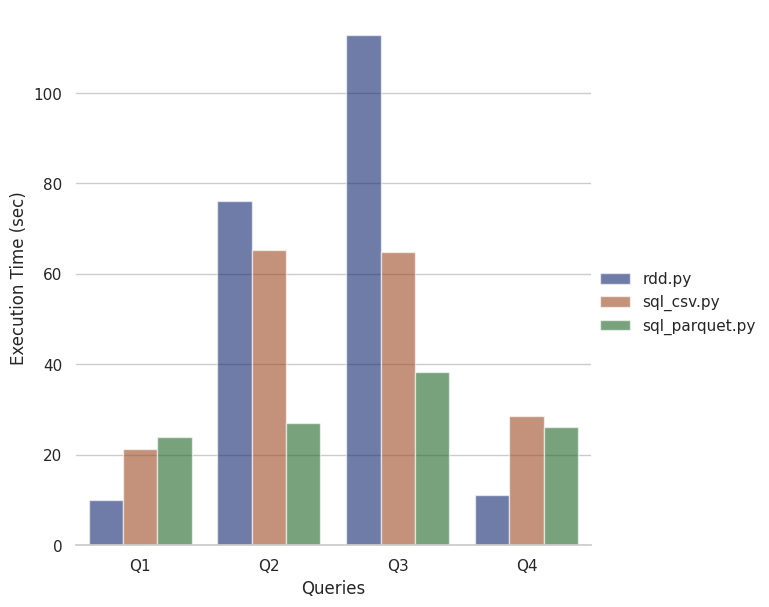 Execution Time (sec)
100
80
60
40
20
0
Q1 Q2 Q3 Q4
Queries
rdd.py
sql_csv.py
sql_parquet.py